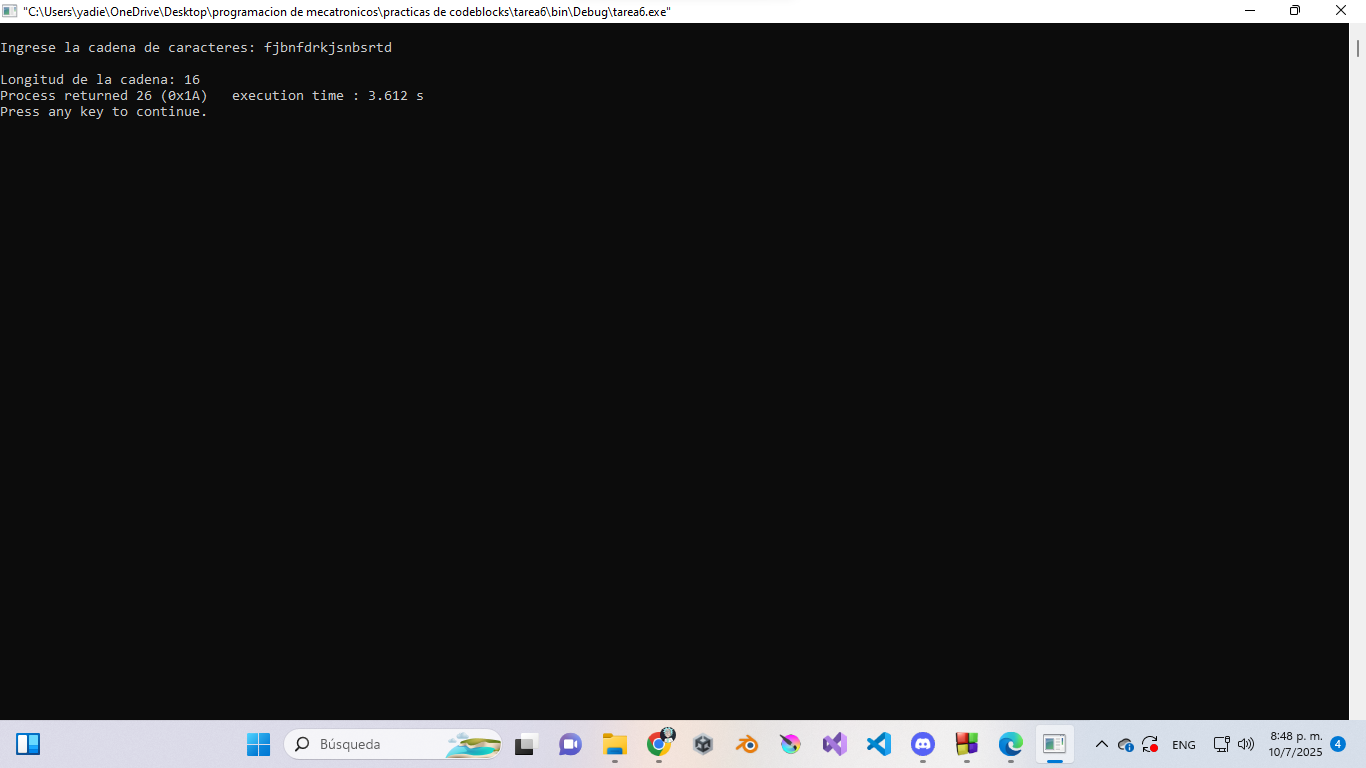 "C:\Users\yadie\OneDrive\Desktop\programacion de mecatronicos\practicas de codeblocks\tarea6\bin\Debug\tarea6.exe"
Ingrese la cadena de caracteres: fjbnfdrkjsnbsrtd
Longitud de la cadena: 16
Process returned 26 (0x1A)   execution time : 3.612 s
Press any key to continue.
Búsqueda
ENG
8:48 p. m.
10/7/2025
4